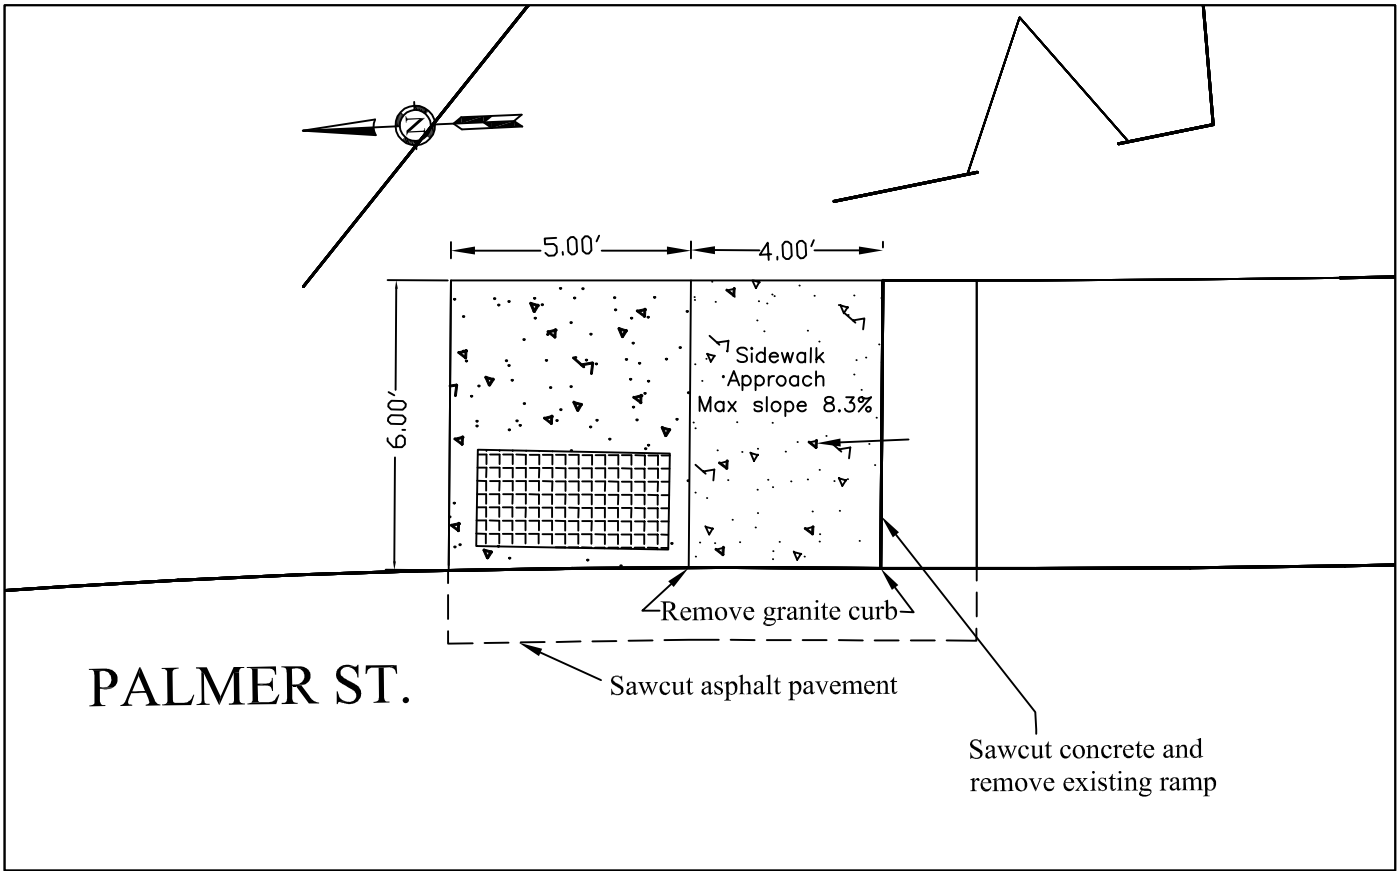 N
5.00'
4.00'
6.00'
Sidewalk
Approach
Max slope 8.3%
Remove granite curb
Sawcut asphalt pavement
PALMER ST.
Sawcut concrete and
remove existing ramp